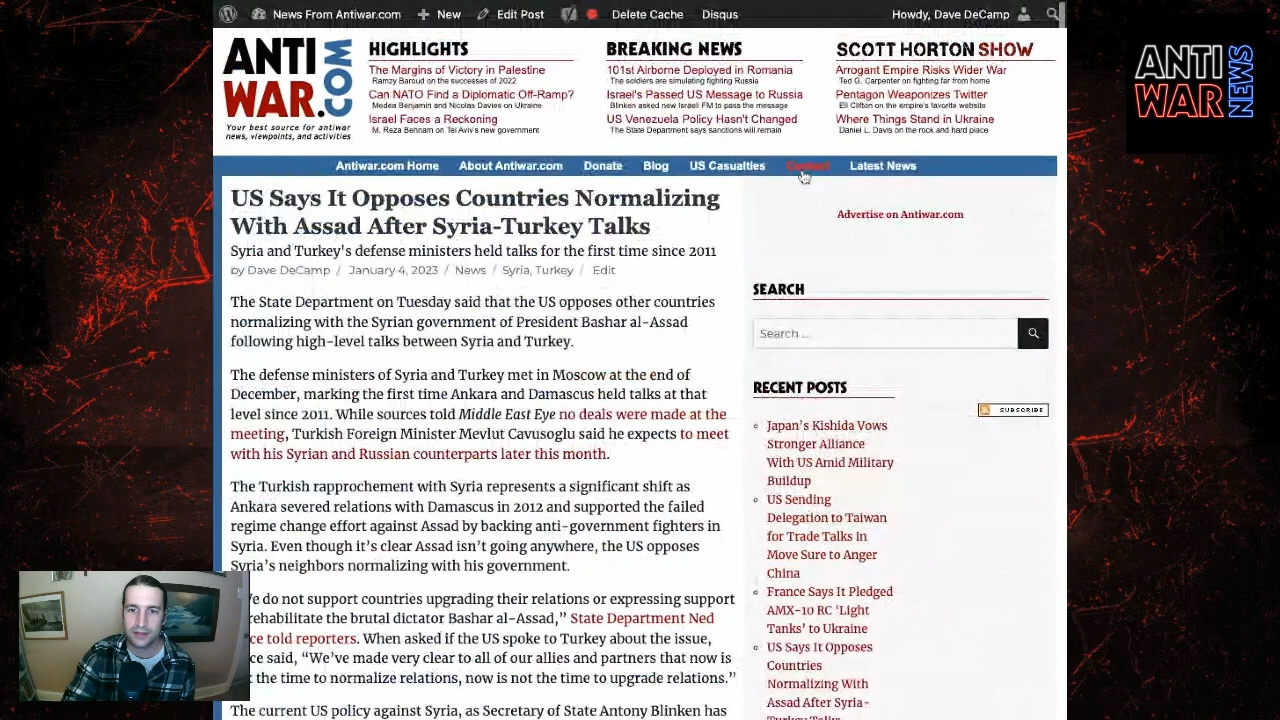 News From Antiwar.com
New
Edit Post
Delete Cache
Disqus
Howdy, Dave DeCamp
ANTI
WAR.COM
Your best source for antiwar
news, viewpoints, and activities
HIGHLIGHTS
The Margins of Victory in Palestine
Ramzy Baroud on the successes of 2022
Can NATO Find a Diplomatic Off-Ramp?
Medea Benjamin and Nicolas Davies on Ukraine
Israel Faces a Reckoning
M. Reza Behnam on Tel Aviv's new government
BREAKING NEWS
101st Airborne Deployed in Romania
The soldiers are simulating fighting Russia
Israel's Passed US Message to Russia
Blinken asked new Israeli FM to pass the message
US Venezuela Policy Hasn't Changed
The State Department says sanctions will remain
SCOTT HORTON SHOW
Arrogant Empire Risks Wider War
Ted G. Carpenter on fighting far from home
Pentagon Weaponizes Twitter
Eli Clifton on the empire's favorite website
Where Things Stand in Ukraine
Daniel L. Davis on the rock and hard place
ANTI
WAR
NEWS
Antiwar.com Home
About Antiwar.com
Donate
Blog
US Casualties
Contact
Latest News
US Says It Opposes Countries Normalizing
With Assad After Syria-Turkey Talks
Syria and Turkey's defense ministers held talks for the first time since 2011
by Dave DeCamp / January 4, 2023 / News / Syria, Turkey / Edit
The State Department on Tuesday said that the US opposes other countries
normalizing with the Syrian government of President Bashar al-Assad
following high-level talks between Syria and Turkey.
The defense ministers of Syria and Turkey met in Moscow at the end of
December, marking the first time Ankara and Damascus held talks at that
level since 2011. While sources told Middle East Eye no deals were made at the
meeting, Turkish Foreign Minister Mevlut Cavusoglu said he expects to meet
with his Syrian and Russian counterparts later this month.
The Turkish rapprochement with Syria represents a significant shift as
Ankara severed relations with Damascus in 2012 and supported the failed
regime change effort against Assad by backing anti-government fighters in
Syria. Even though it's clear Assad isn't going anywhere, the US opposes
Syria's neighbors normalizing with his government.
do not support countries upgrading their relations or expressing support
rehabilitate the brutal dictator Bashar al-Assad,” State Department Ned
told reporters. When asked if the US spoke to Turkey about the issue,
said, “We've made very clear to all of our allies and partners that now is
the time to normalize relations, now is not the time to upgrade relations.”
The current US policy against Syria, as Secretary of State Antony Blinken has
Advertise on Antiwar.com
SEARCH
Search ...
RECENT POSTS
SUBSCRIBE
Japan's Kishida Vows
Stronger Alliance
With US Amid Military
Buildup
US Sending
Delegation to Taiwan
for Trade Talks in
Move Sure to Anger
China
France Says It Pledged
AMX-10 RC ‘Light
Tanks’ to Ukraine
US Says It Opposes
Countries
Normalizing With
Assad After Syria-
Turkey Talks